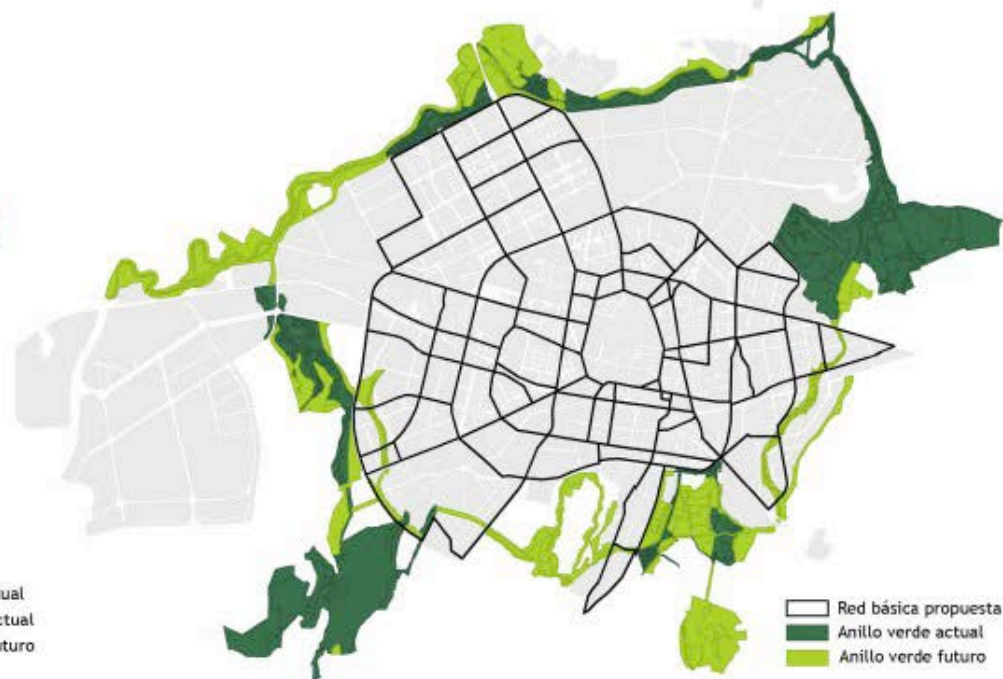 Red básica propuesta
Anillo verde actual
Anillo verde futuro